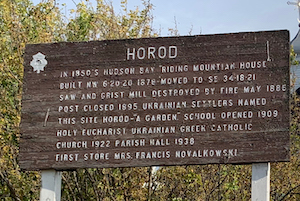 HOROD
IN 1850'S HUDSON BAY "RIDING MOUNTIAK HOUSE"
BUILT NW 6-20-20 1878-MOVED TO SE 34-18-21
SAW AND GRIST MILL DESTROYED BY FIRE MAY 1886
POST CLOSED 1895 UKRAINIAN SETTLERS NAMED
THIS SITE HOROD-"A GARDEN" SCHOOL OPENED 1909
HOLY EUCHARIST UKRAINIAN GREEK CATHOLIC
CHURCH 1922 PARISH HALL 1938
FIRST STORE MRS. FRANCIS NOVALKOWSKI